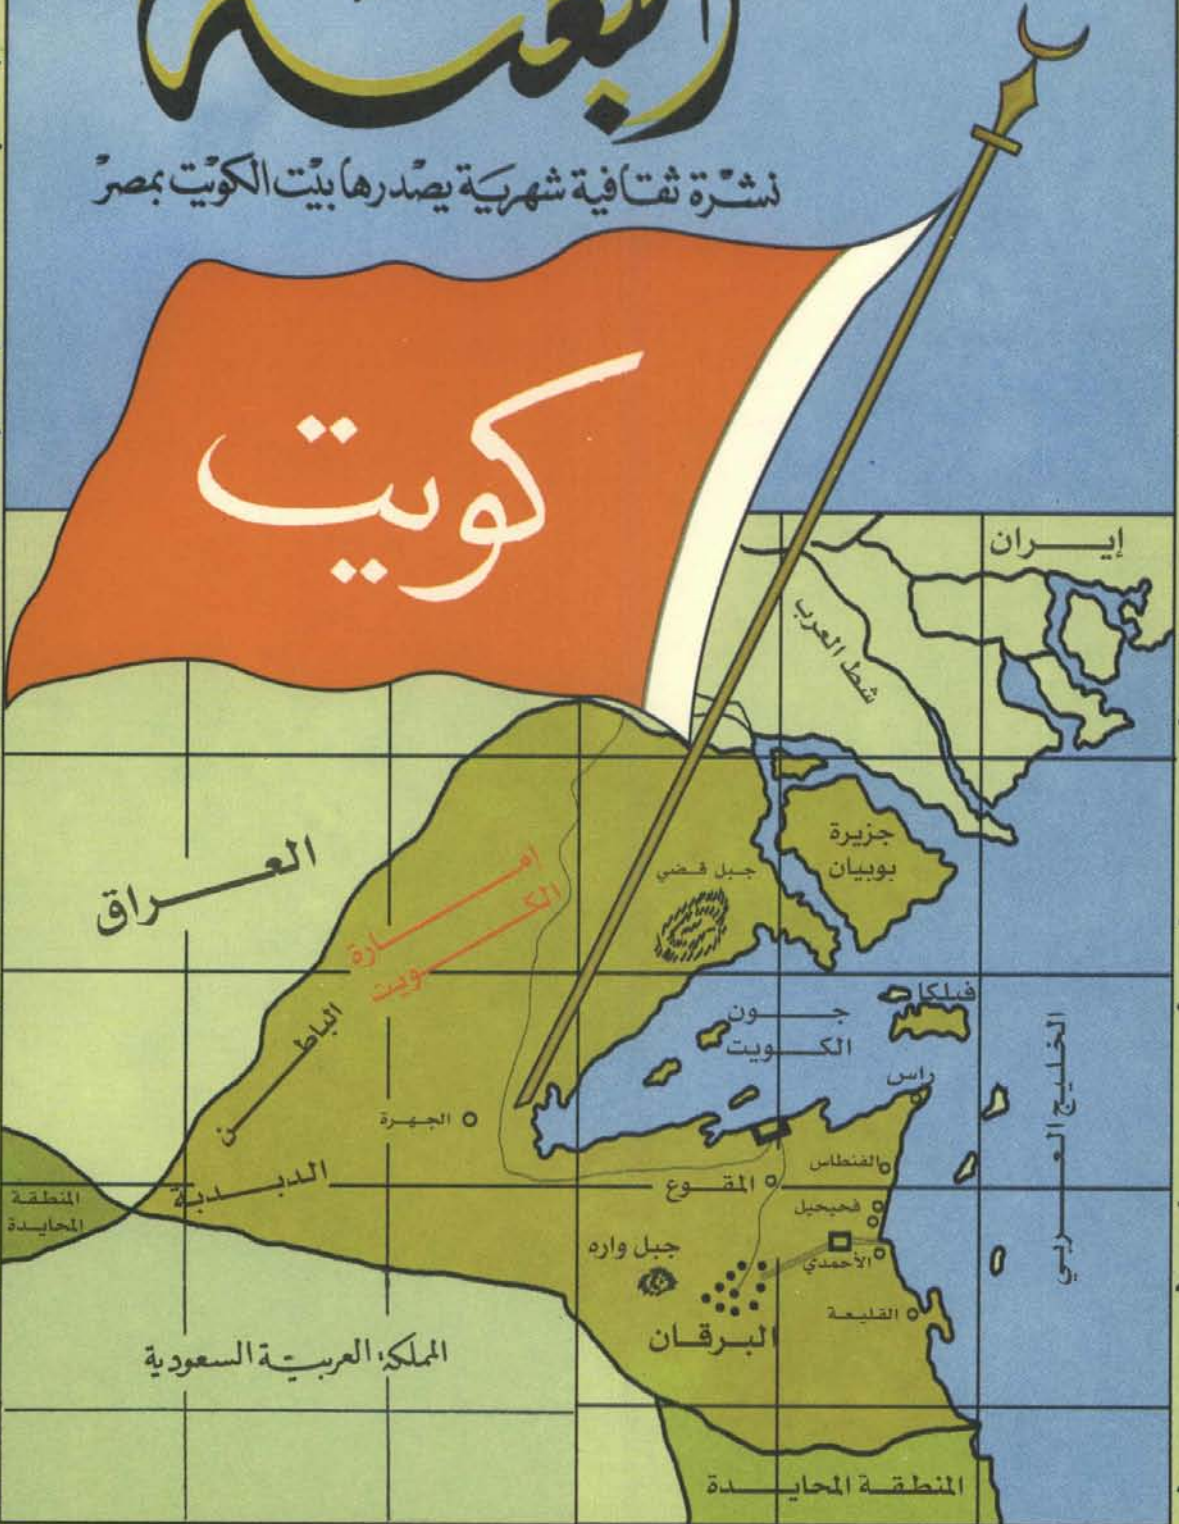 البعثة
نشرة ثقافية شهرية يصدرها بيت الكويت بمصر
كويت
إيران
شط العرب
جزيرة
بوبيان
جبل قضي
العراق
إمارة
الكويت
الباطن
فيلكا
جون
الكويت
راس
الخليج العربي
الجهرة
الفنطاس
الدبدبة
المقوع
المنطقة
المحايدة
فحيحيل
جبل واره
الأحمدي
القليعة
البرقان
المملكة العربية السعودية
المنطقة المحايدة